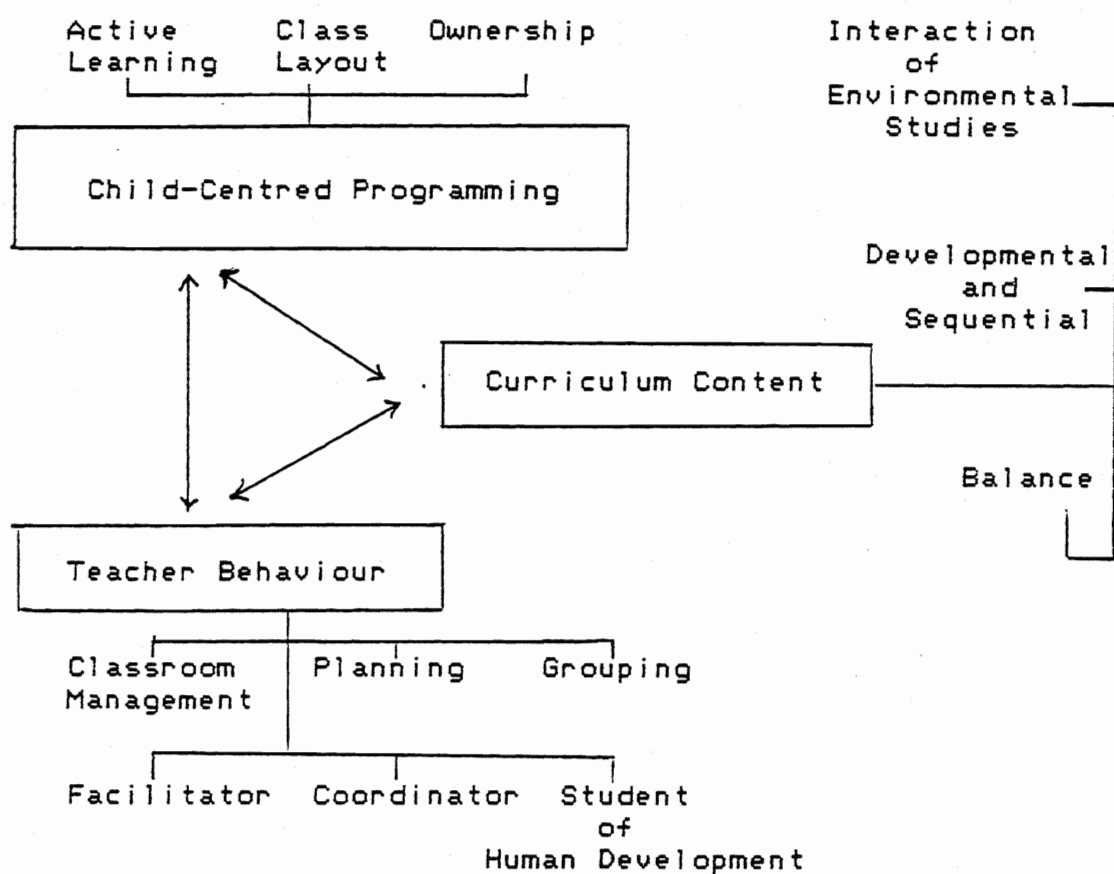 Active Learning
Class Layout
Ownership
Interaction
of
Environmental
Studies
Child-Centred Programming
Developmental
and
Sequential
Curriculum Content
Balance
Teacher Behaviour
Classroom
Management
Planning
Grouping
Facilitator
Coordinator
Student
of
Human Development